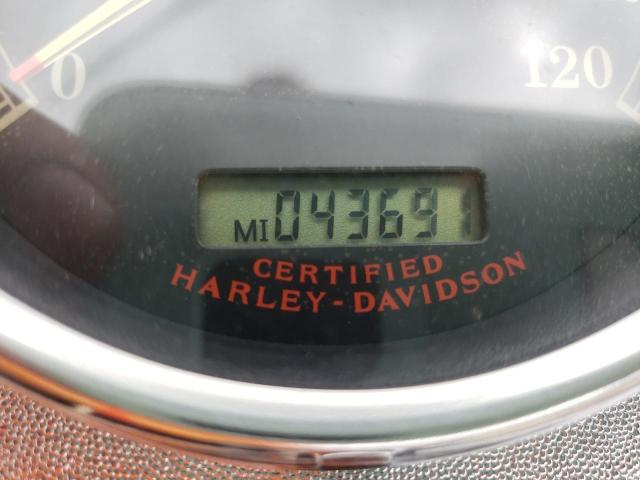 0 120
MI 043691
CERTIFIED
HARLEY-DAVIDSON